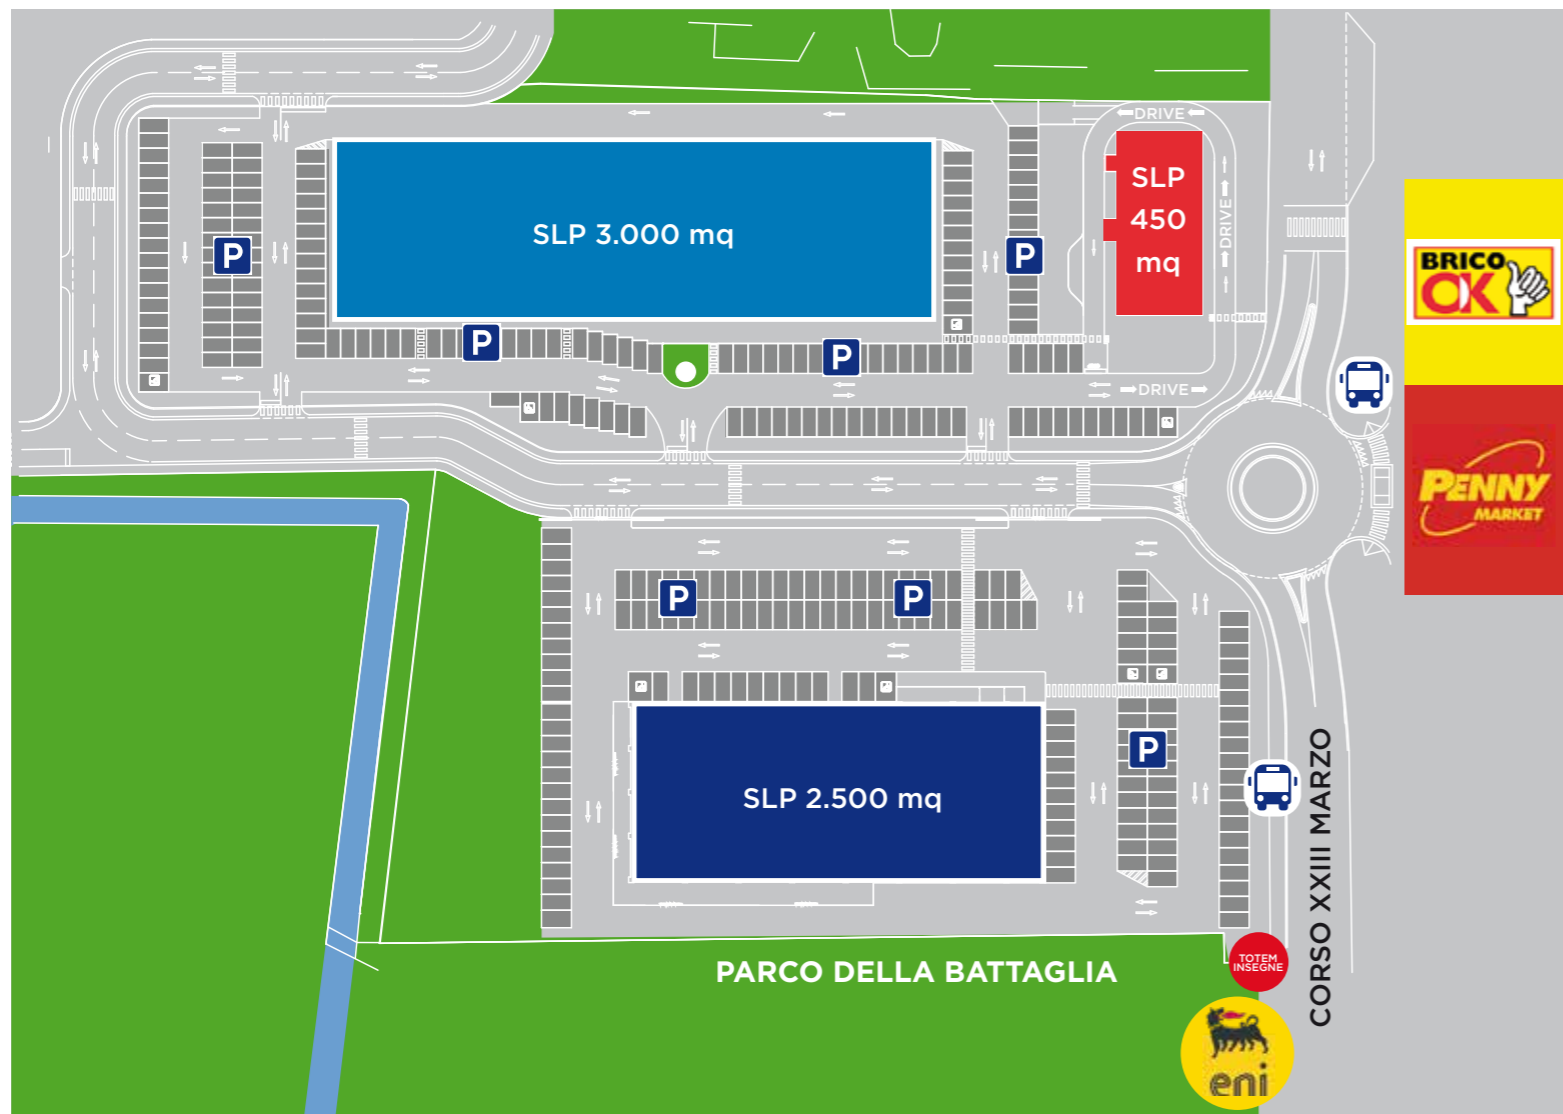 DRIVE
SLP
450
mq
DRIVE
SLP 3.000 mq
P
P
P
P
BRICO
OK
DRIVE
PENNY
MARKET
P
P
P
SLP 2.500 mq
CORSO XXIII MARZO
TOTEM
INSEGNE
PARCO DELLA BATTAGLIA
eni